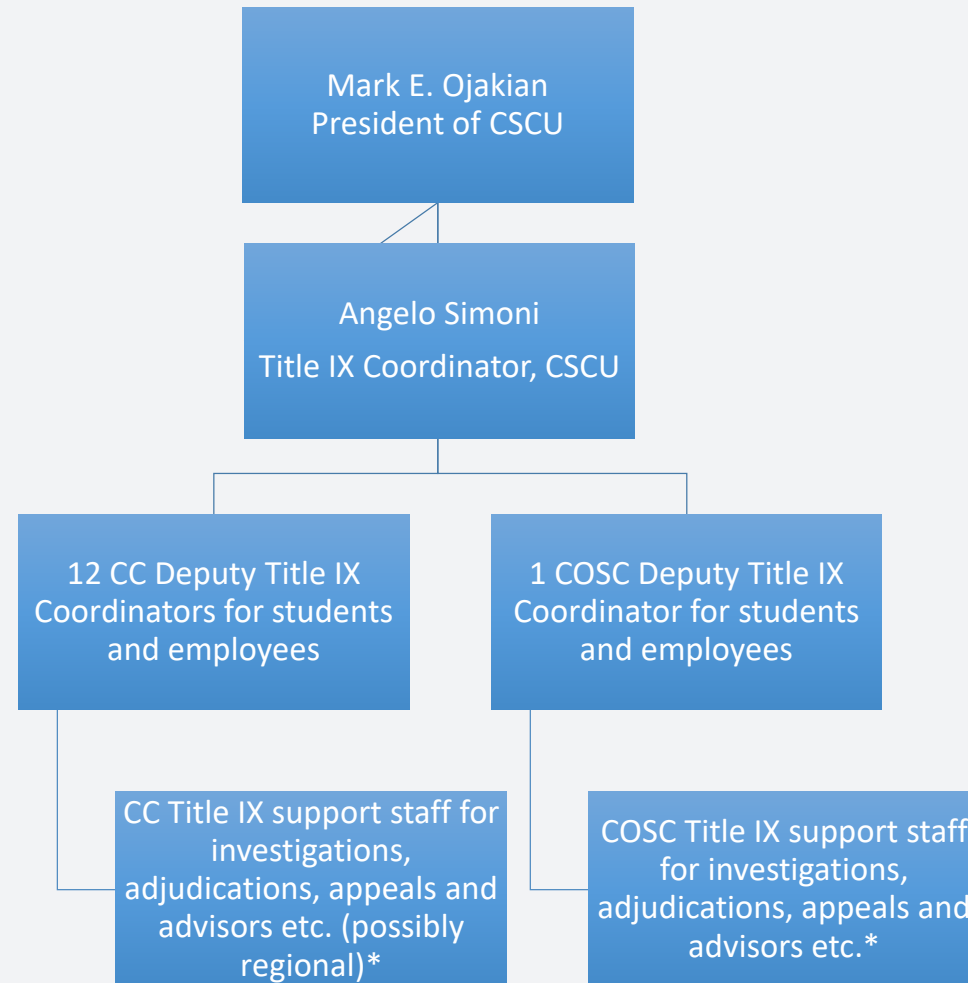 Mark E. Ojakian
President of CSCU
Angelo Simoni
Title IX Coordinator, CSCU
12 CC Deputy Title IX
Coordinators for students
and employees
1 COSC Deputy Title IX
Coordinator for students
and employees
CC Title IX support staff for
investigations,
adjudications, appeals and
advisors etc. (possibly
regional)*
COSC Title IX support staff
for investigations,
adjudications, appeals and
advisors etc.*